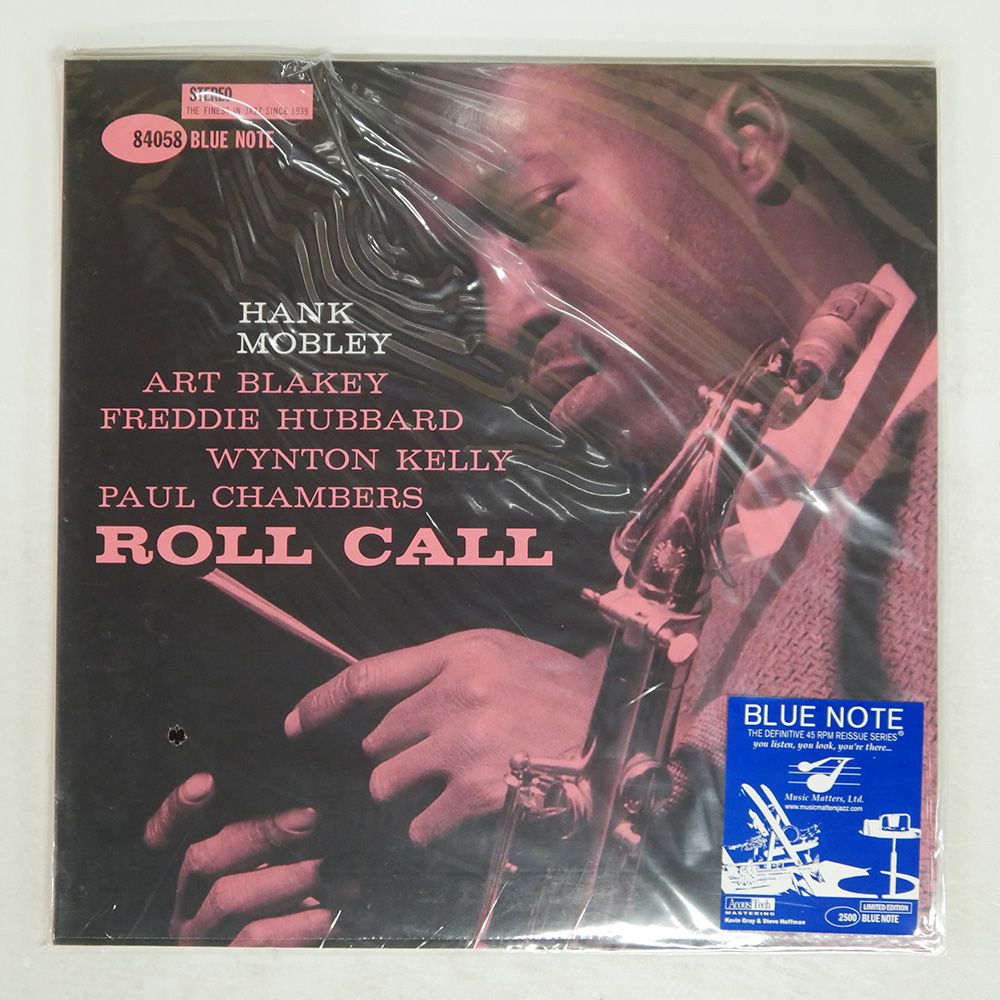 STEREO
THE FINEST IN JAZZ SINCE 1939
84058 BLUE NOTE
HANK
MOBLEY
ART BLAKEY
FREDDIE HUBBARD
WYNTON KELLY
PAUL CHAMBERS
ROLL CALL
BLUE NOTE
THE DEFINITIVE 45 RPM REISSUE SERIES®
you listen, you look, you're there...
Music Matters, Ltd.
www.musicmattersjazz.com
AcousTech
MASTERING
Kevin Gray & Steve Hoffman
LIMITED EDITION
2500 BLUE NOTE